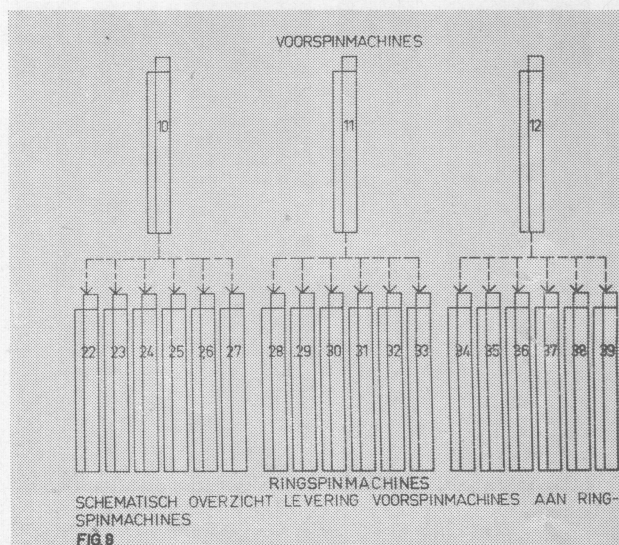 VOORSPINMACHINES
10 11 12
22 23 24 25 26 27 28 29 30 31 32 33 34 35 36 37 38 39
RINGSPINMACHINES
SCHEMATISCH OVERZICHT LEVERING VOORSPINMACHINES AAN RING-
SPINMACHINES
FIG.9